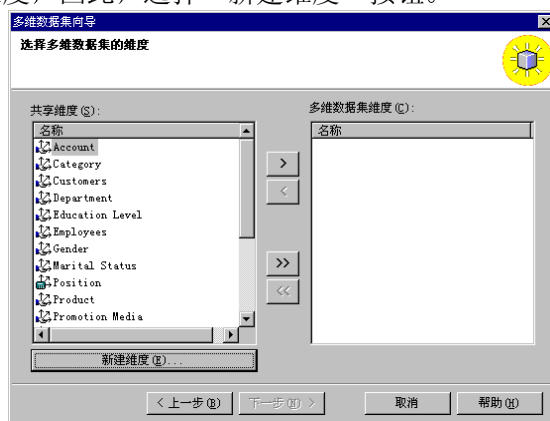 度，因此，选择“新建维度”按钮。
多维数据集向导
选择多维数据集的维度
共享维度(S):
多维数据集维度(C):
名称
名称
Account
Category
Customers
Department
Education Level
Employees
Gender
Marital Status
Position
Product
Promotion Media
>
<
>>
<<
新建维度(E)...
< 上一步(B)
下一步(N) >
取消
帮助(H)